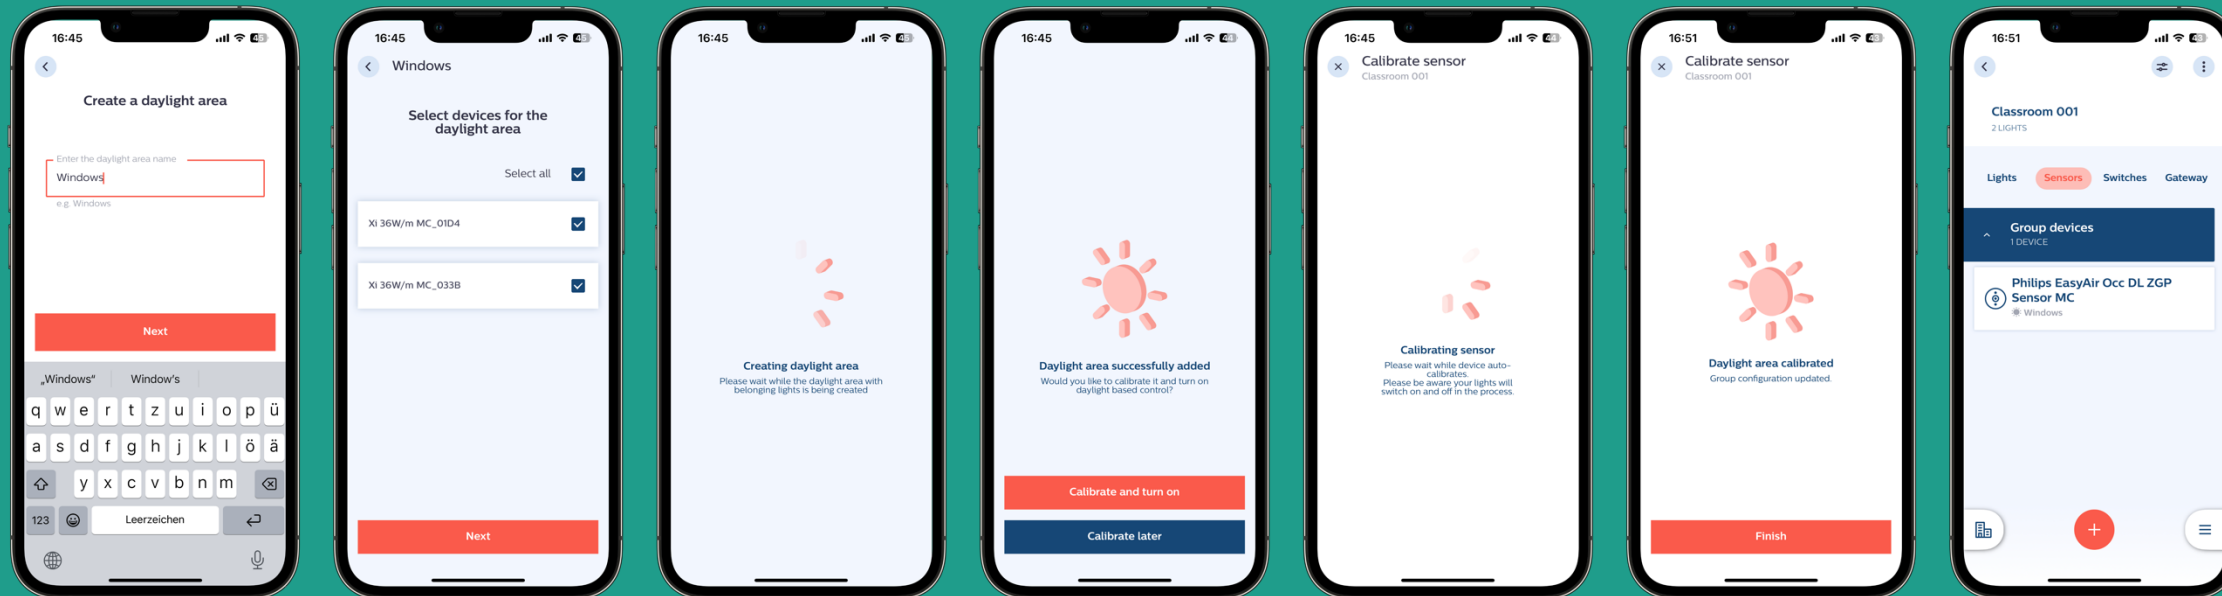 16:45
45
Create a daylight area
Enter the daylight area name
Windows
e.g. Windows
Next
„Windows“ Window's
q w e r t z u i o p ü
a s d f g h j k l ö ä
y x c v b n m
123 Leerzeichen
16:45
45
Windows
Select devices for the
daylight area
Select all
Xi 36W/m MC_01D4
Xi 36W/m MC_033B
Next
16:45
45
Creating daylight area
Please wait while the daylight area with
belonging lights is being created
16:45
44
Daylight area successfully added
Would you like to calibrate it and turn on
daylight based control?
Calibrate and turn on
Calibrate later
16:45
44
Calibrate sensor
Classroom 001
Calibrating sensor
Please wait while device auto-
calibrates.
Please be aware your lights will
switch on and off in the process.
16:51
43
Calibrate sensor
Classroom 001
Daylight area calibrated
Group configuration updated.
Finish
16:51
43
Classroom 001
2 LIGHTS
Lights Sensors Switches Gateway
Group devices
1 DEVICE
Philips EasyAir Occ DL ZGP
Sensor MC
Windows